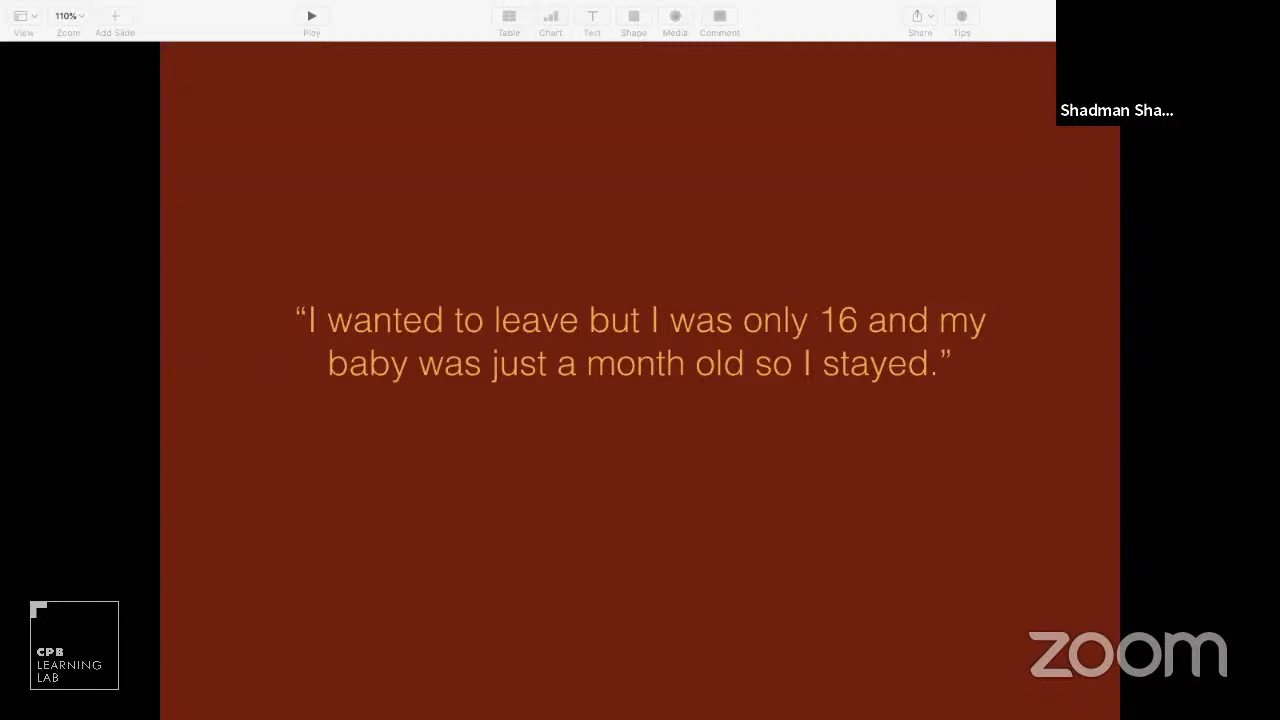 110%
View
Zoom
Add Slide
Play
Table
Chart
Text
Shape
Media
Comment
Share
Tips
Shadman Sha...
“I wanted to leave but I was only 16 and my
baby was just a month old so I stayed.”
CPB
LEARNING
LAB
zoom